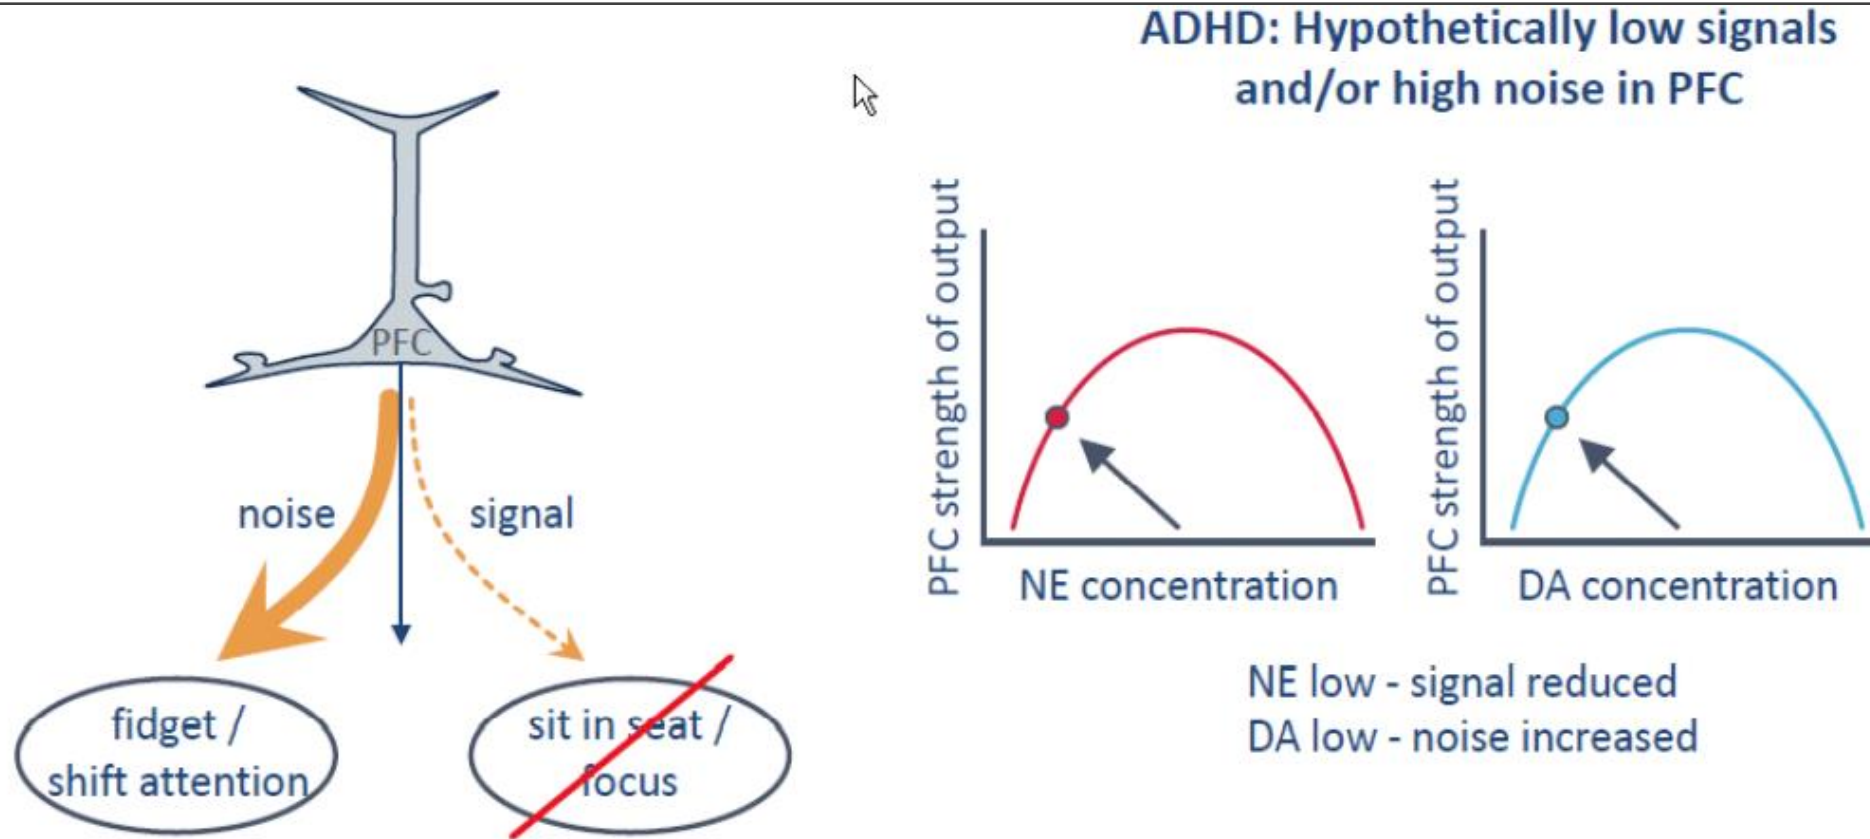 ADHD: Hypothetically low signals
and/or high noise in PFC
PFC
noise
signal
fidget /
shift attention
sit in seat /
focus
PFC strength of output
NE concentration
PFC strength of output
DA concentration
NE low - signal reduced
DA low - noise increased